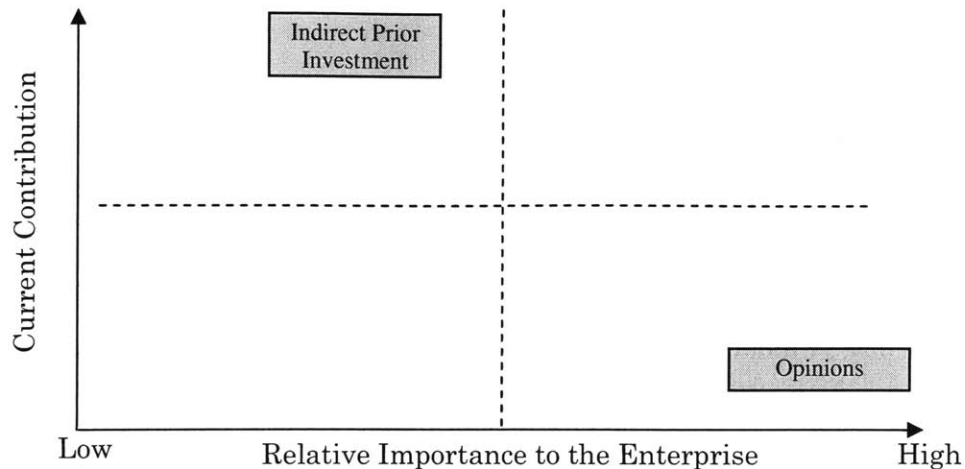 Indirect Prior
Investment
Current Contribution
Opinions
Low
Relative Importance to the Enterprise
High